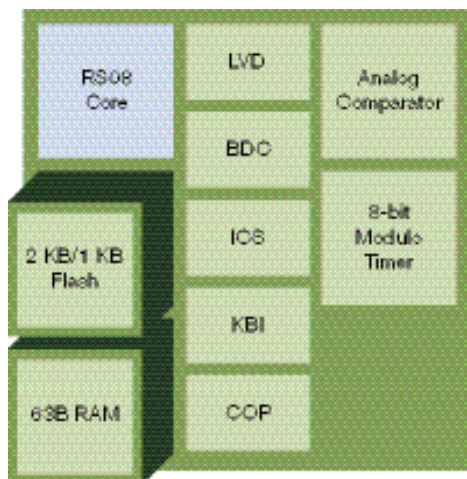 RS08
Core
LVD
Analog
Comparator
BDC
8-bit
Modulo
Timer
ICS
2 KB/1 KB
Flash
KBI
63B RAM
COP